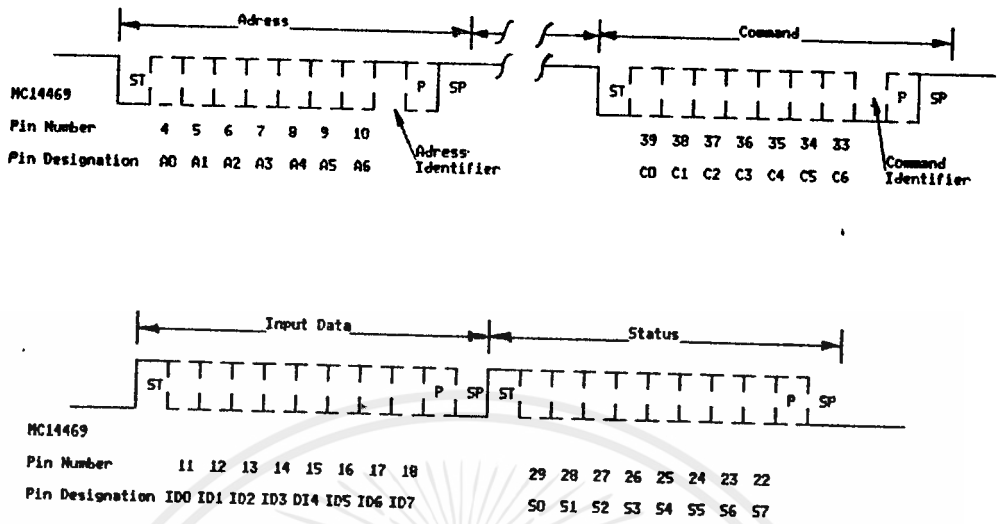 Adress Command
ST P SP ST P SP
MC14469
Pin Number 4 5 6 7 8 9 10 39 38 37 36 35 34 33
Pin Designation A0 A1 A2 A3 A4 A5 A6 C0 C1 C2 C3 C4 C5 C6
Adress
Identifier
Command
Identifier
Input Data Status
ST P SP ST P SP
MC14469
Pin Number 11 12 13 14 15 16 17 18 29 28 27 26 25 24 23 22
Pin Designation ID0 ID1 ID2 ID3 DI4 ID5 ID6 ID7 S0 S1 S2 S3 S4 S5 S6 S7